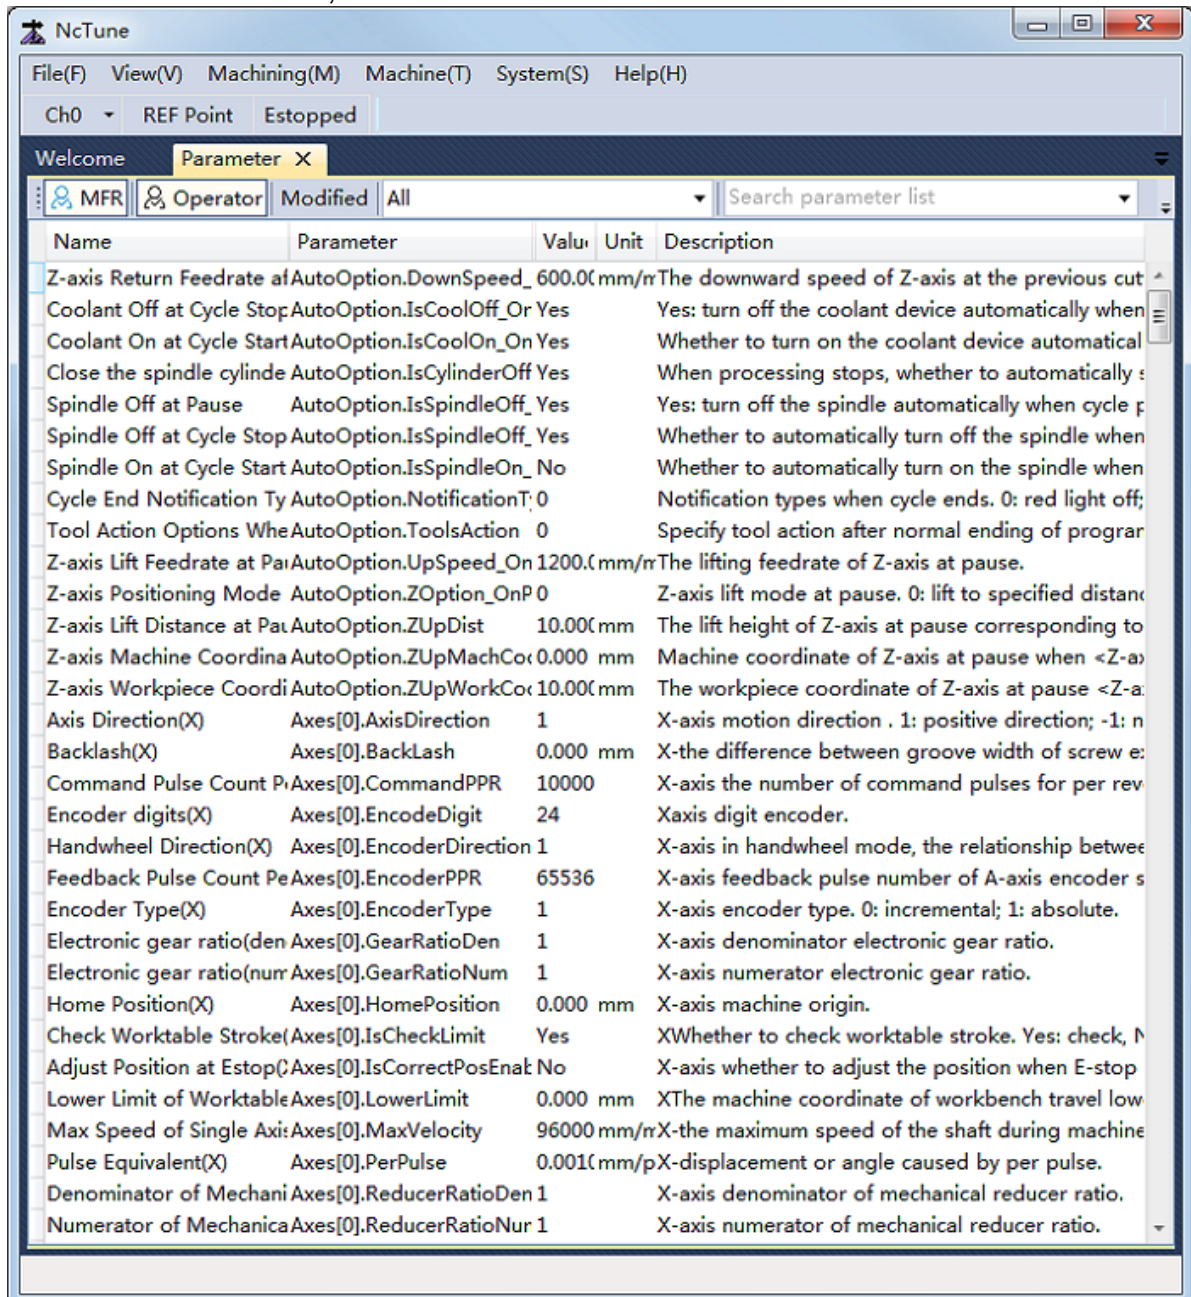 NcTune
File(F) View(V) Machining(M) Machine(T) System(S) Help(H)
Ch0 REF Point Estopped
Welcome Parameter X
MFR Operator Modified All Search parameter list
Name Parameter Valu Unit Description
Z-axis Return Feedrate af AutoOption.DownSpeed_ 600.0( mm/m The downward speed of Z-axis at the previous cut
Coolant Off at Cycle Stop AutoOption.IsCoolOff_Or Yes Yes: turn off the coolant device automatically when
Coolant On at Cycle Start AutoOption.IsCoolOn_On Yes Whether to turn on the coolant device automatical
Close the spindle cylinde AutoOption.IsCylinderOff Yes When processing stops, whether to automatically s
Spindle Off at Pause AutoOption.IsSpindleOff_ Yes Yes: turn off the spindle automatically when cycle p
Spindle Off at Cycle Stop AutoOption.IsSpindleOff_ Yes Whether to automatically turn off the spindle when
Spindle On at Cycle Start AutoOption.IsSpindleOn_ No Whether to automatically turn on the spindle when
Cycle End Notification Ty AutoOption.NotificationT 0 Notification types when cycle ends. 0: red light off;
Tool Action Options Whe AutoOption.ToolsAction 0 Specify tool action after normal ending of progran
Z-axis Lift Feedrate at Pau AutoOption.UpSpeed_On 1200.( mm/m The lifting feedrate of Z-axis at pause.
Z-axis Positioning Mode AutoOption.ZOption_OnP 0 Z-axis lift mode at pause. 0: lift to specified distanc
Z-axis Lift Distance at Pau AutoOption.ZUpDist 10.00( mm The lift height of Z-axis at pause corresponding to
Z-axis Machine Coordina AutoOption.ZUpMachCoo 0.000 mm Machine coordinate of Z-axis at pause when <Z-ax
Z-axis Workpiece Coordi AutoOption.ZUpWorkCoo 10.00( mm The workpiece coordinate of Z-axis at pause <Z-a
Axis Direction(X) Axes[0].AxisDirection 1 X-axis motion direction . 1: positive direction; -1: n
Backlash(X) Axes[0].BackLash 0.000 mm X-the difference between groove width of screw e
Command Pulse Count P Axes[0].CommandPPR 10000 X-axis the number of command pulses for per rev
Encoder digits(X) Axes[0].EncodeDigit 24 Xaxis digit encoder.
Handwheel Direction(X) Axes[0].EncoderDirection 1 X-axis in handwheel mode, the relationship betwee
Feedback Pulse Count Pe Axes[0].EncoderPPR 65536 X-axis feedback pulse number of A-axis encoder s
Encoder Type(X) Axes[0].EncoderType 1 X-axis encoder type. 0: incremental; 1: absolute.
Electronic gear ratio(den Axes[0].GearRatioDen 1 X-axis denominator electronic gear ratio.
Electronic gear ratio(num Axes[0].GearRatioNum 1 X-axis numerator electronic gear ratio.
Home Position(X) Axes[0].HomePosition 0.000 mm X-axis machine origin.
Check Worktable Stroke( Axes[0].IsCheckLimit Yes XWhether to check worktable stroke. Yes: check, N
Adjust Position at Estop( Axes[0].IsCorrectPosEnab No X-axis whether to adjust the position when E-stop
Lower Limit of Worktable Axes[0].LowerLimit 0.000 mm XThe machine coordinate of workbench travel low
Max Speed of Single Axis Axes[0].MaxVelocity 96000 mm/m X-the maximum speed of the shaft during machine
Pulse Equivalent(X) Axes[0].PerPulse 0.001( mm/p X-displacement or angle caused by per pulse.
Denominator of Mechani Axes[0].ReducerRatioDen 1 X-axis denominator of mechanical reducer ratio.
Numerator of Mechanica Axes[0].ReducerRatioNur 1 X-axis numerator of mechanical reducer ratio.